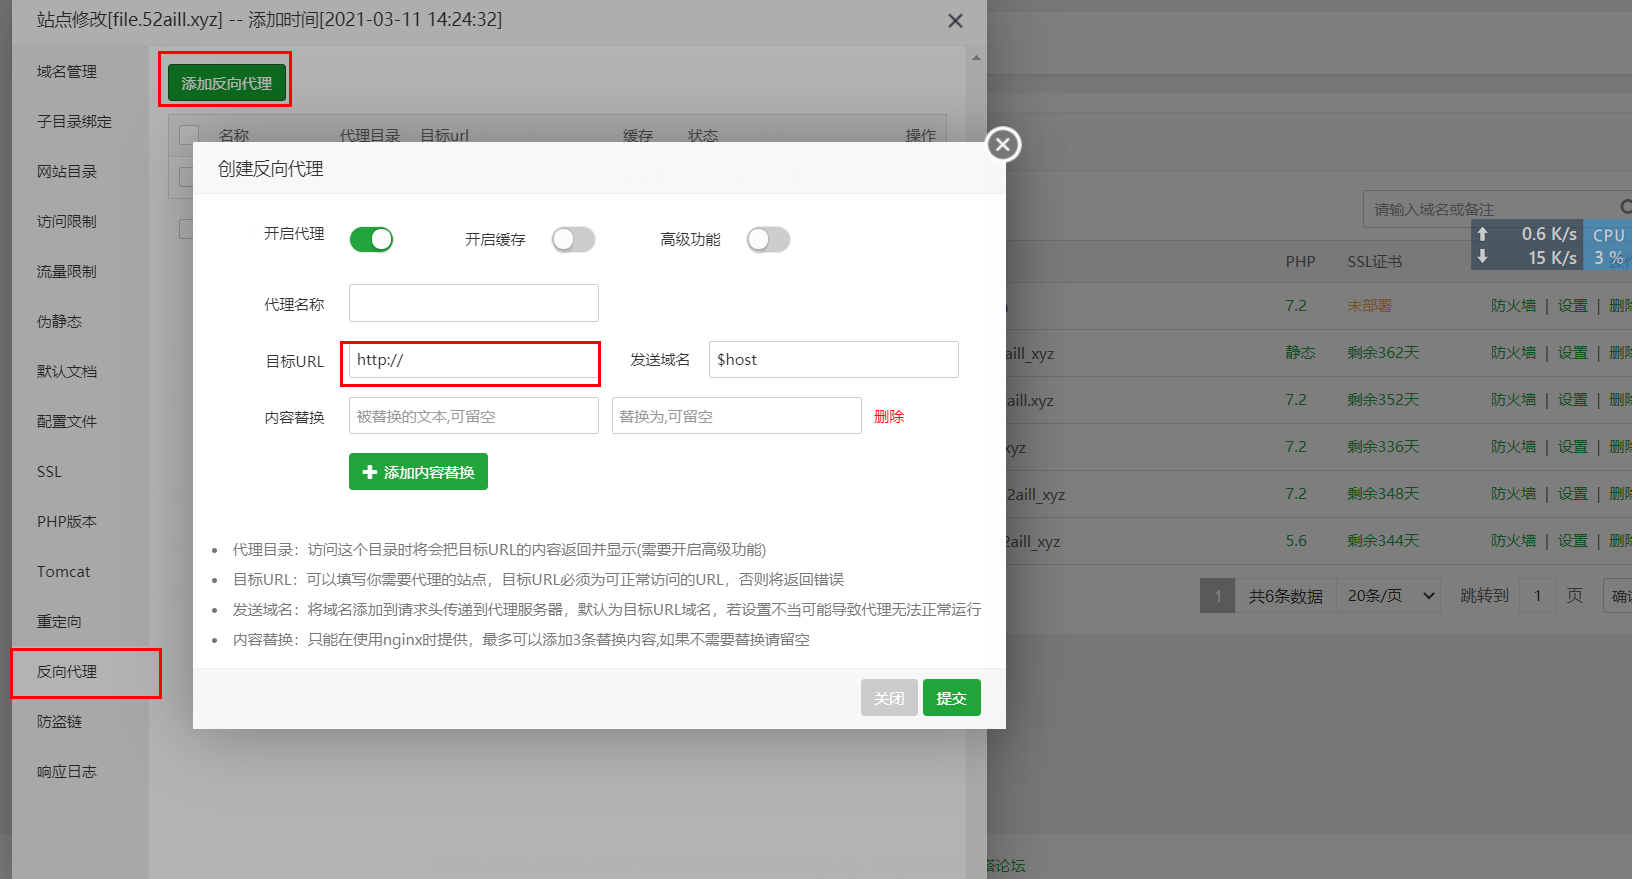 站点修改[file.52aill.xyz] -- 添加时间[2021-03-11 14:24:32]
域名管理
子目录绑定
网站目录
访问限制
流量限制
伪静态
默认文档
配置文件
SSL
PHP版本
Tomcat
重定向
反向代理
防盗链
响应日志
添加反向代理
名称 代理目录 目标url 缓存 状态 操作
创建反向代理
开启代理 开启缓存 高级功能
代理名称
目标URL http:// 发送域名 $host
内容替换 被替换的文本,可留空 替换为,可留空 删除
添加内容替换
代理目录：访问这个目录时将会把目标URL的内容返回并显示(需要开启高级功能)
目标URL：可以填写你需要代理的站点，目标URL必须为可正常访问的URL，否则将返回错误
发送域名：将域名添加到请求头传递到代理服务器，默认为目标URL域名，若设置不当可能导致代理无法正常运行
内容替换：只能在使用nginx时提供，最多可以添加3条替换内容,如果不需要替换请留空
关闭 提交
请输入域名或备注
0.6 K/s CPU
15 K/s 3 %
PHP SSL证书
7.2 未部署 防火墙 | 设置 | 删除
aill_xyz 静态 剩余362天 防火墙 | 设置 | 删除
aill.xyz 7.2 剩余352天 防火墙 | 设置 | 删除
xyz 7.2 剩余336天 防火墙 | 设置 | 删除
2aill_xyz 7.2 剩余348天 防火墙 | 设置 | 删除
2aill_xyz 5.6 剩余344天 防火墙 | 设置 | 删除
1 共6条数据 20条/页 跳转到 1 页 确
论坛